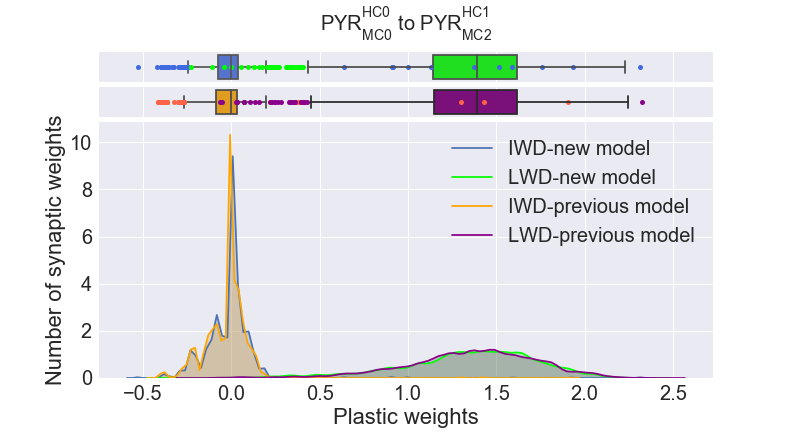 PYR^{HC0}_{MC0} to PYR^{HC1}_{MC2}
IWD-new model
LWD-new model
IWD-previous model
LWD-previous model
Number of synaptic weights
10
8
6
4
2
0
−0.5 0.0 0.5 1.0 1.5 2.0 2.5
Plastic weights